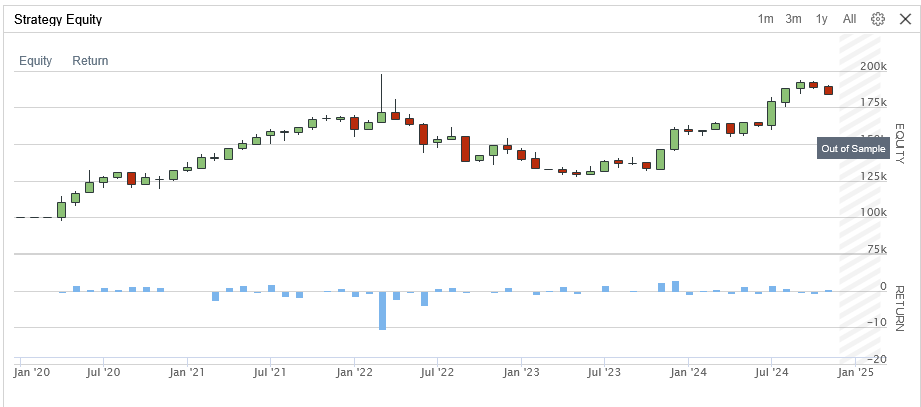 Strategy Equity
1m 3m 1y All
Equity Return
200k
175k
150k
125k
100k
75k
EQUITY
Out of Sample
0
-10
-20
RETURN
Jan '20 Jul '20 Jan '21 Jul '21 Jan '22 Jul '22 Jan '23 Jul '23 Jan '24 Jul '24 Jan '25